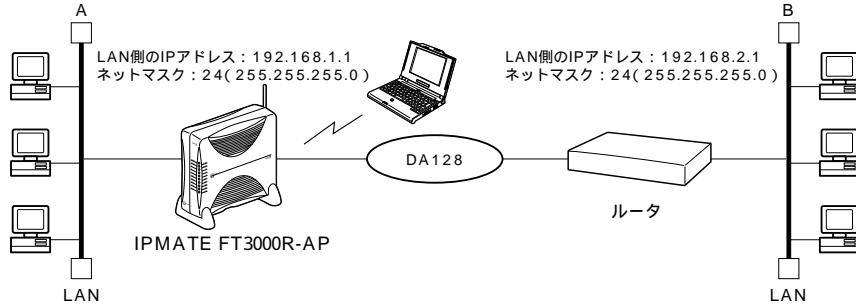 A
B
LAN側のIPアドレス：192.168.1.1
ネットマスク：24(255.255.255.0)
LAN側のIPアドレス：192.168.2.1
ネットマスク：24(255.255.255.0)
DA128
ルータ
IPMATE FT3000R-AP
LAN
LAN